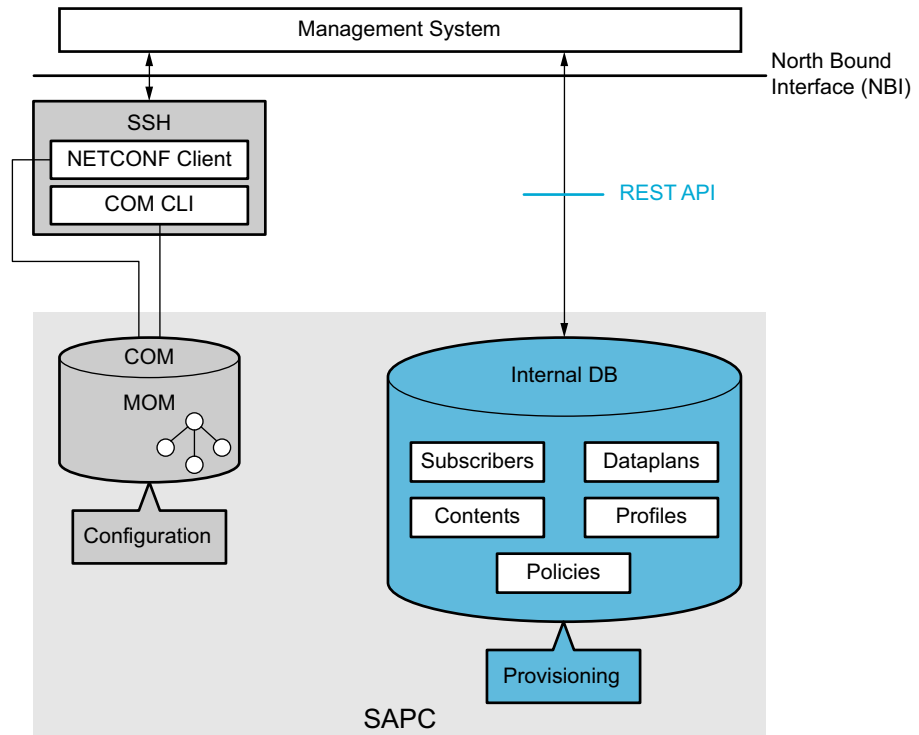 Management System
North Bound
Interface (NBI)
SSH
NETCONF Client
COM CLI
REST API
COM
MOM
Configuration
Internal DB
Subscribers
Dataplans
Contents
Profiles
Policies
Provisioning
SAPC